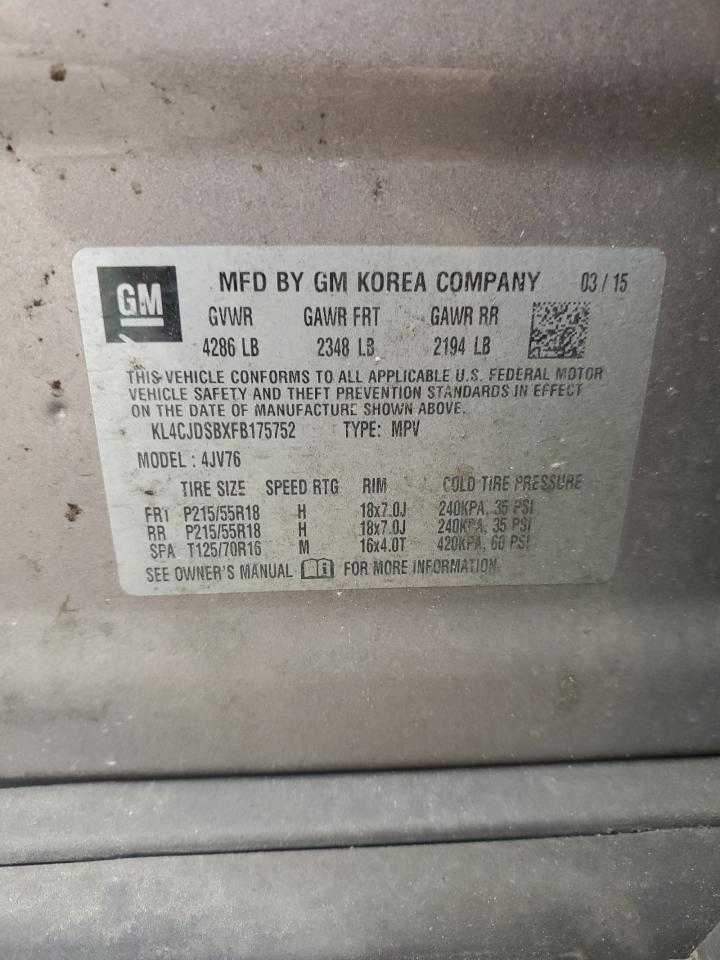 GM
MFD BY GM KOREA COMPANY 03 / 15
GVWR GAWR FRT GAWR RR
4286 LB 2348 LB 2194 LB
THIS VEHICLE CONFORMS TO ALL APPLICABLE U.S. FEDERAL MOTOR
VEHICLE SAFETY AND THEFT PREVENTION STANDARDS IN EFFECT
ON THE DATE OF MANUFACTURE SHOWN ABOVE.
KL4CJDSBXFB175752 TYPE: MPV
MODEL : 4JV76
TIRE SIZE SPEED RTG RIM COLD TIRE PRESSURE
FRT P215/55R18 H 18x7.0J 240KPA, 35 PSI
RR P215/55R18 H 18x7.0J 240KPA, 35 PSI
SPA T125/70R16 M 16x4.0T 420KPA, 60 PSI
SEE OWNER'S MANUAL FOR MORE INFORMATION.